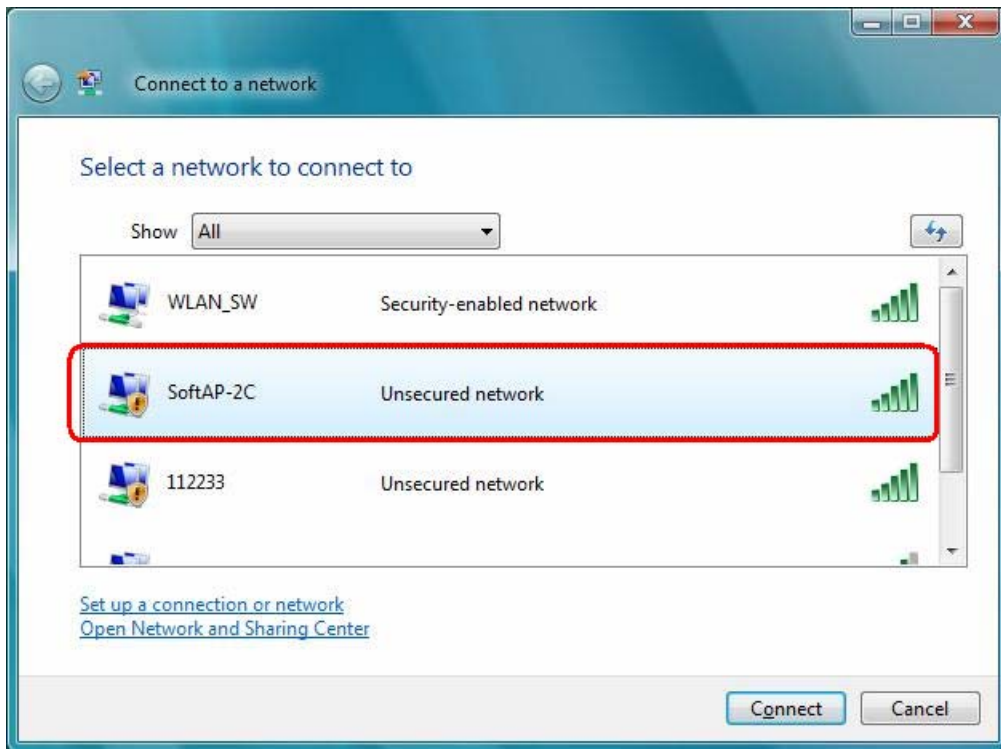 Connect to a network
Select a network to connect to
Show All
WLAN_SW Security-enabled network
SoftAP-2C Unsecured network
112233 Unsecured network
Set up a connection or network
Open Network and Sharing Center
Connect Cancel